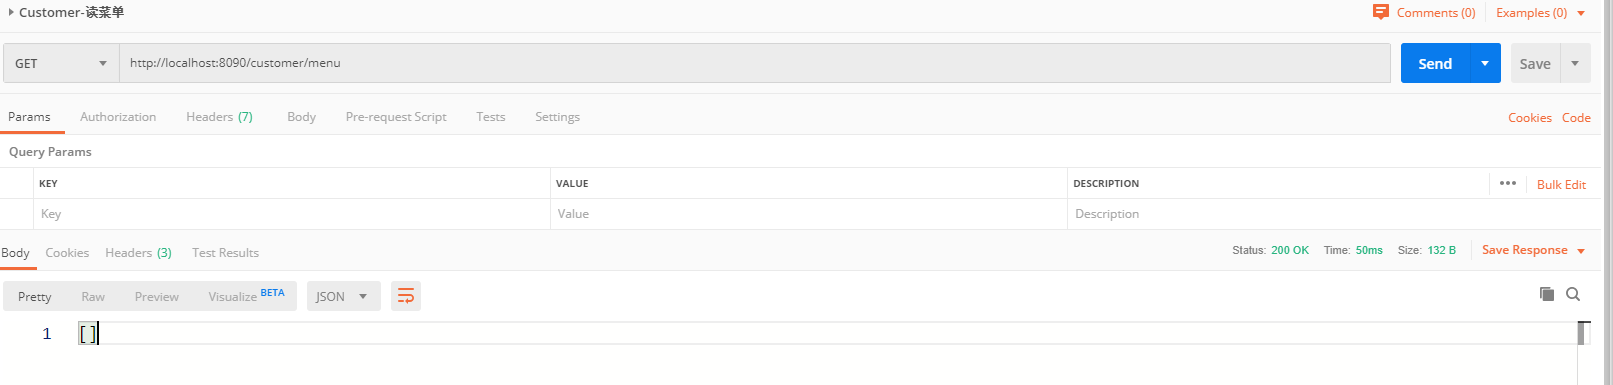 Customer-读菜单 Comments (0) Examples (0)
GET http://localhost:8090/customer/menu Send Save
Params Authorization Headers (7) Body Pre-request Script Tests Settings Cookies Code
Query Params
KEY VALUE DESCRIPTION ••• Bulk Edit
Key Value Description
Body Cookies Headers (3) Test Results Status: 200 OK Time: 50ms Size: 132 B Save Response
Pretty Raw Preview Visualize BETA JSON
1 []